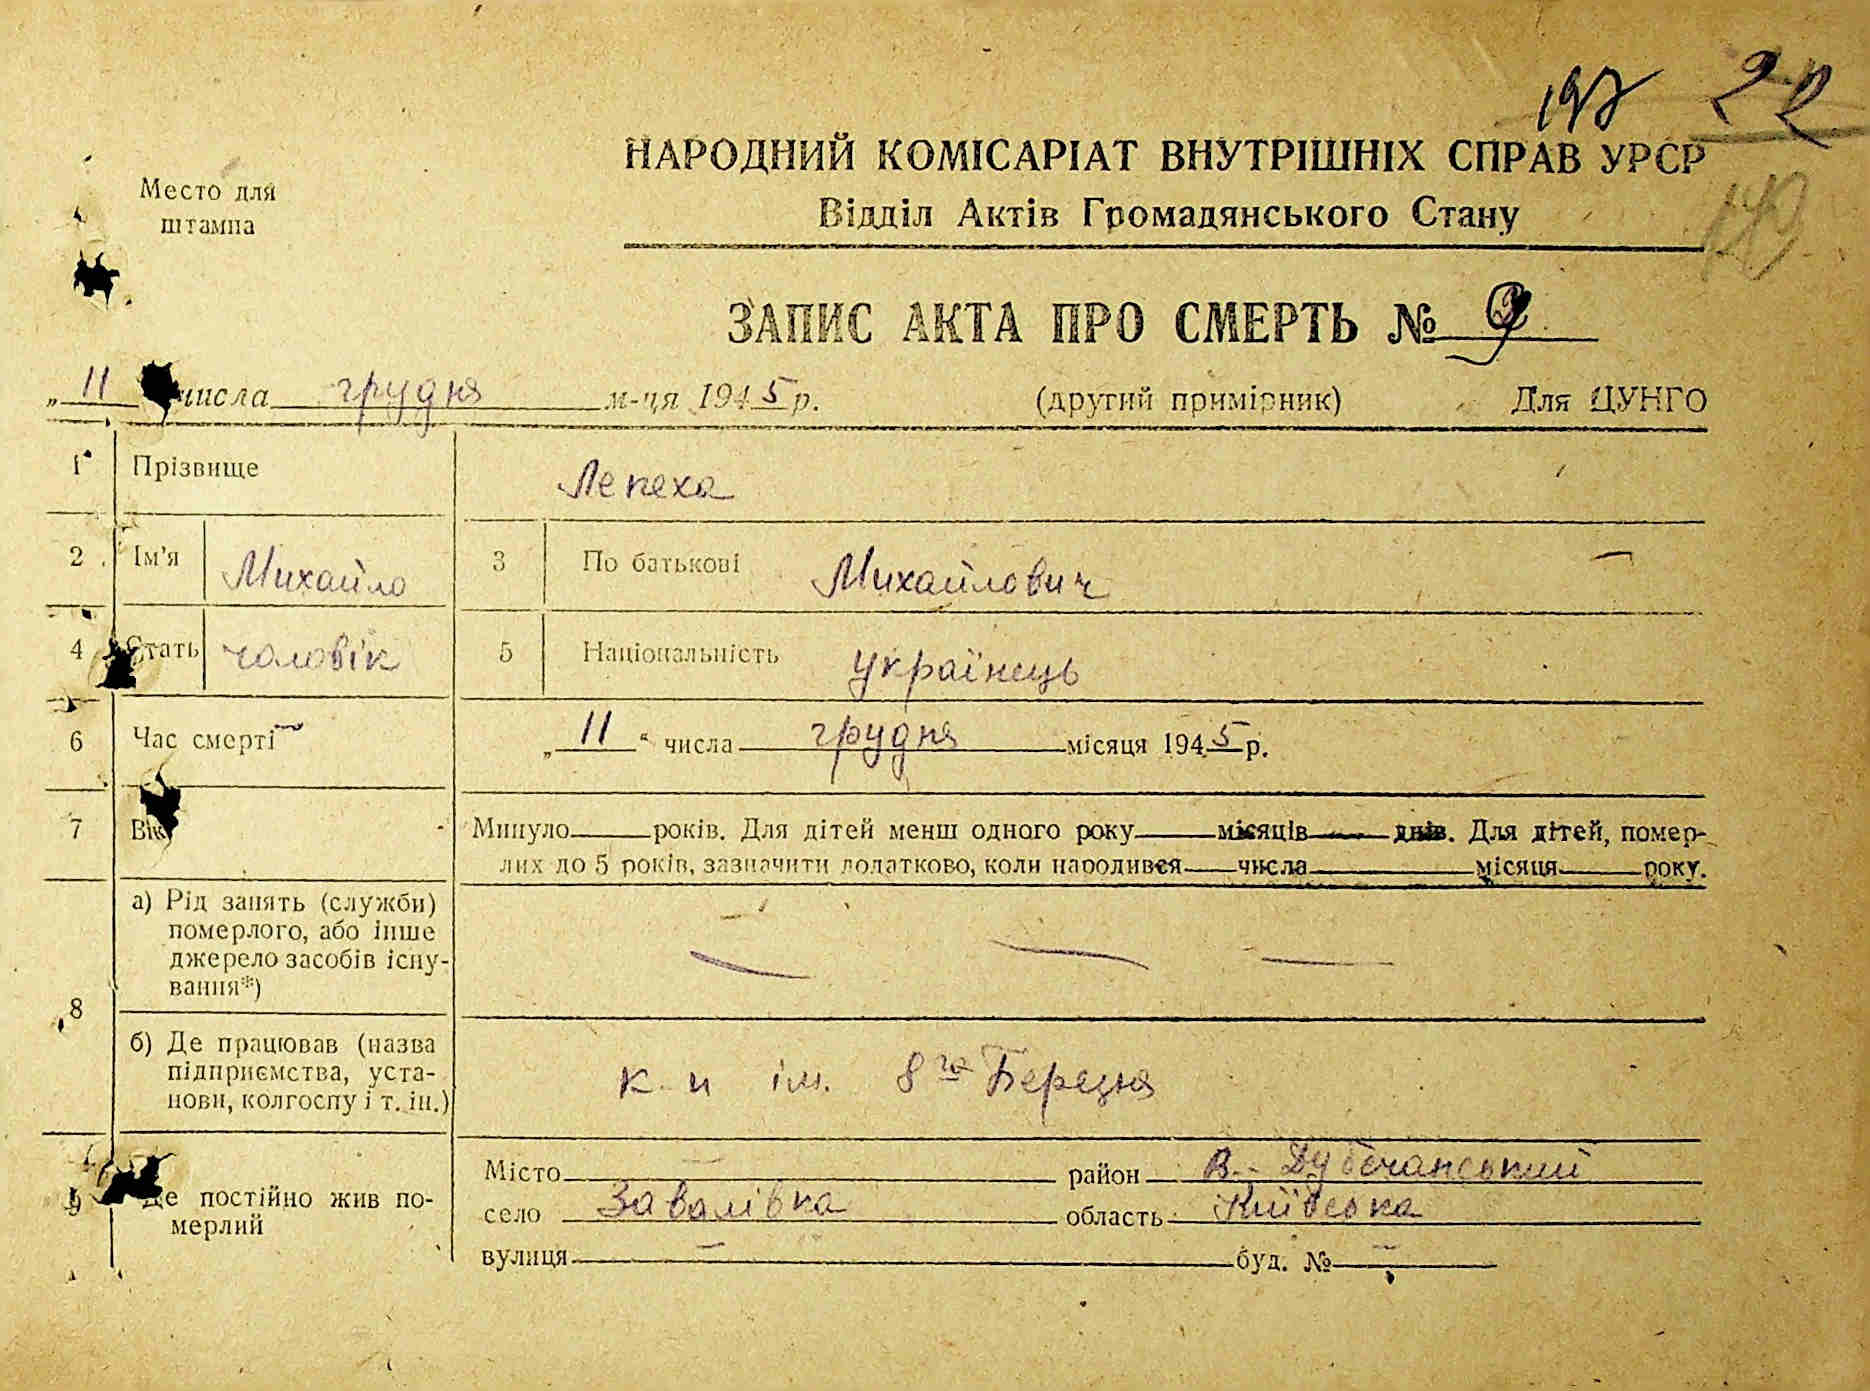 197 22
НАРОДНИЙ КОМІСАРІАТ ВНУТРІШНІХ СПРАВ УРСР
Место для
штампа
Відділ Актів Громадянського Стану
ЗАПИС АКТА ПРО СМЕРТЬ № 9
„ 11 числа грудня м-ця 1945 р. (другий примірник) Для ЦУНГО
1 Прізвище Лепеха
2 Ім'я Михайло 3 По батькові Михайлович
4 Стать чоловік 5 Національність українець
6 Час смерті „ 11 “ числа грудня місяця 1945 р.
7 Вік Минуло років. Для дітей менш одного року місяців днів. Для дітей, помер-
лих до 5 років, зазначити додатково, коли народився числа місяця року.
8 а) Рід занять (служби)
померлого, або інше
джерело засобів існу-
вання*) — — —
б) Де працював (назва
підприємства, уста-
нови, колгоспу і т. ін.) к-п ім. 8го Березня
9 Де постійно жив по-
мерлий
Місто — район В.-Дубечанський
село Завалівка область Київська
вулиця — буд. № —